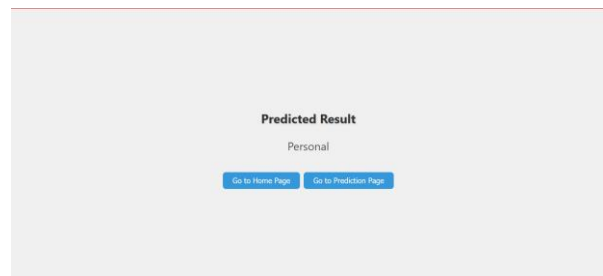 Predicted Result
Personal
Go to Home Page Go to Prediction Page